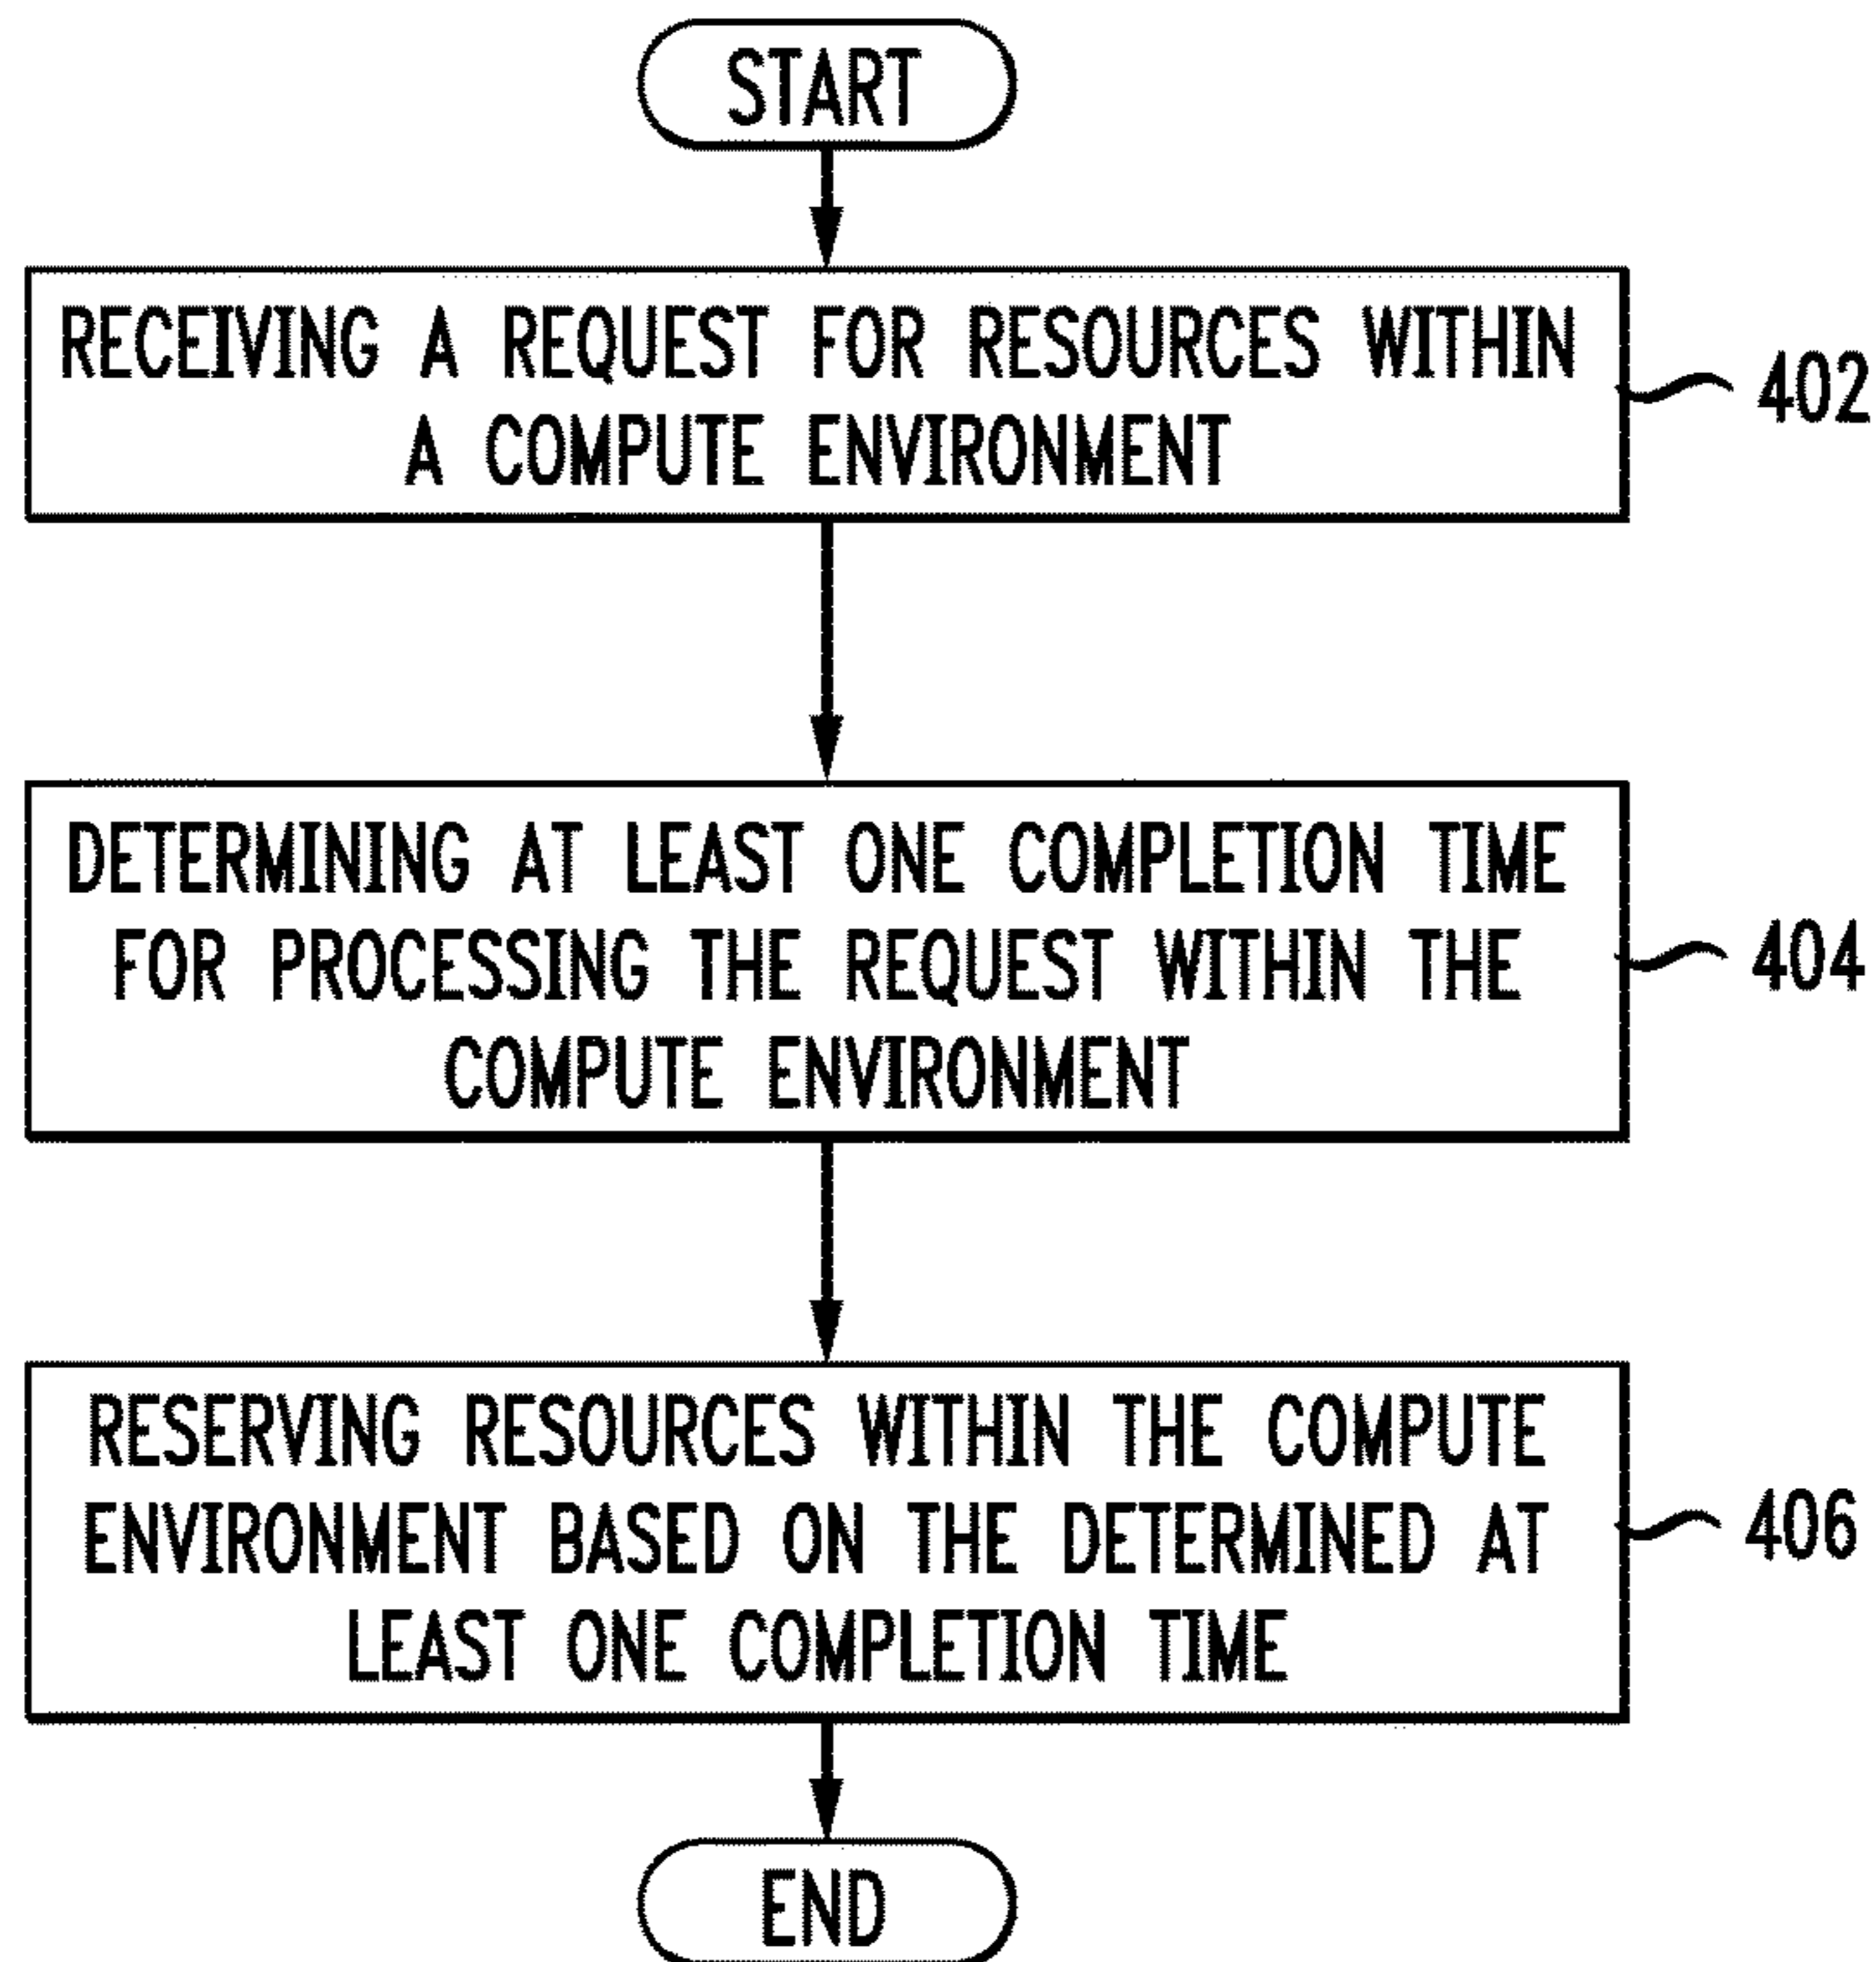 START
RECEIVING A REQUEST FOR RESOURCES WITHIN
A COMPUTE ENVIRONMENT
402
DETERMINING AT LEAST ONE COMPLETION TIME
FOR PROCESSING THE REQUEST WITHIN THE
COMPUTE ENVIRONMENT
404
RESERVING RESOURCES WITHIN THE COMPUTE
ENVIRONMENT BASED ON THE DETERMINED AT
LEAST ONE COMPLETION TIME
406
END